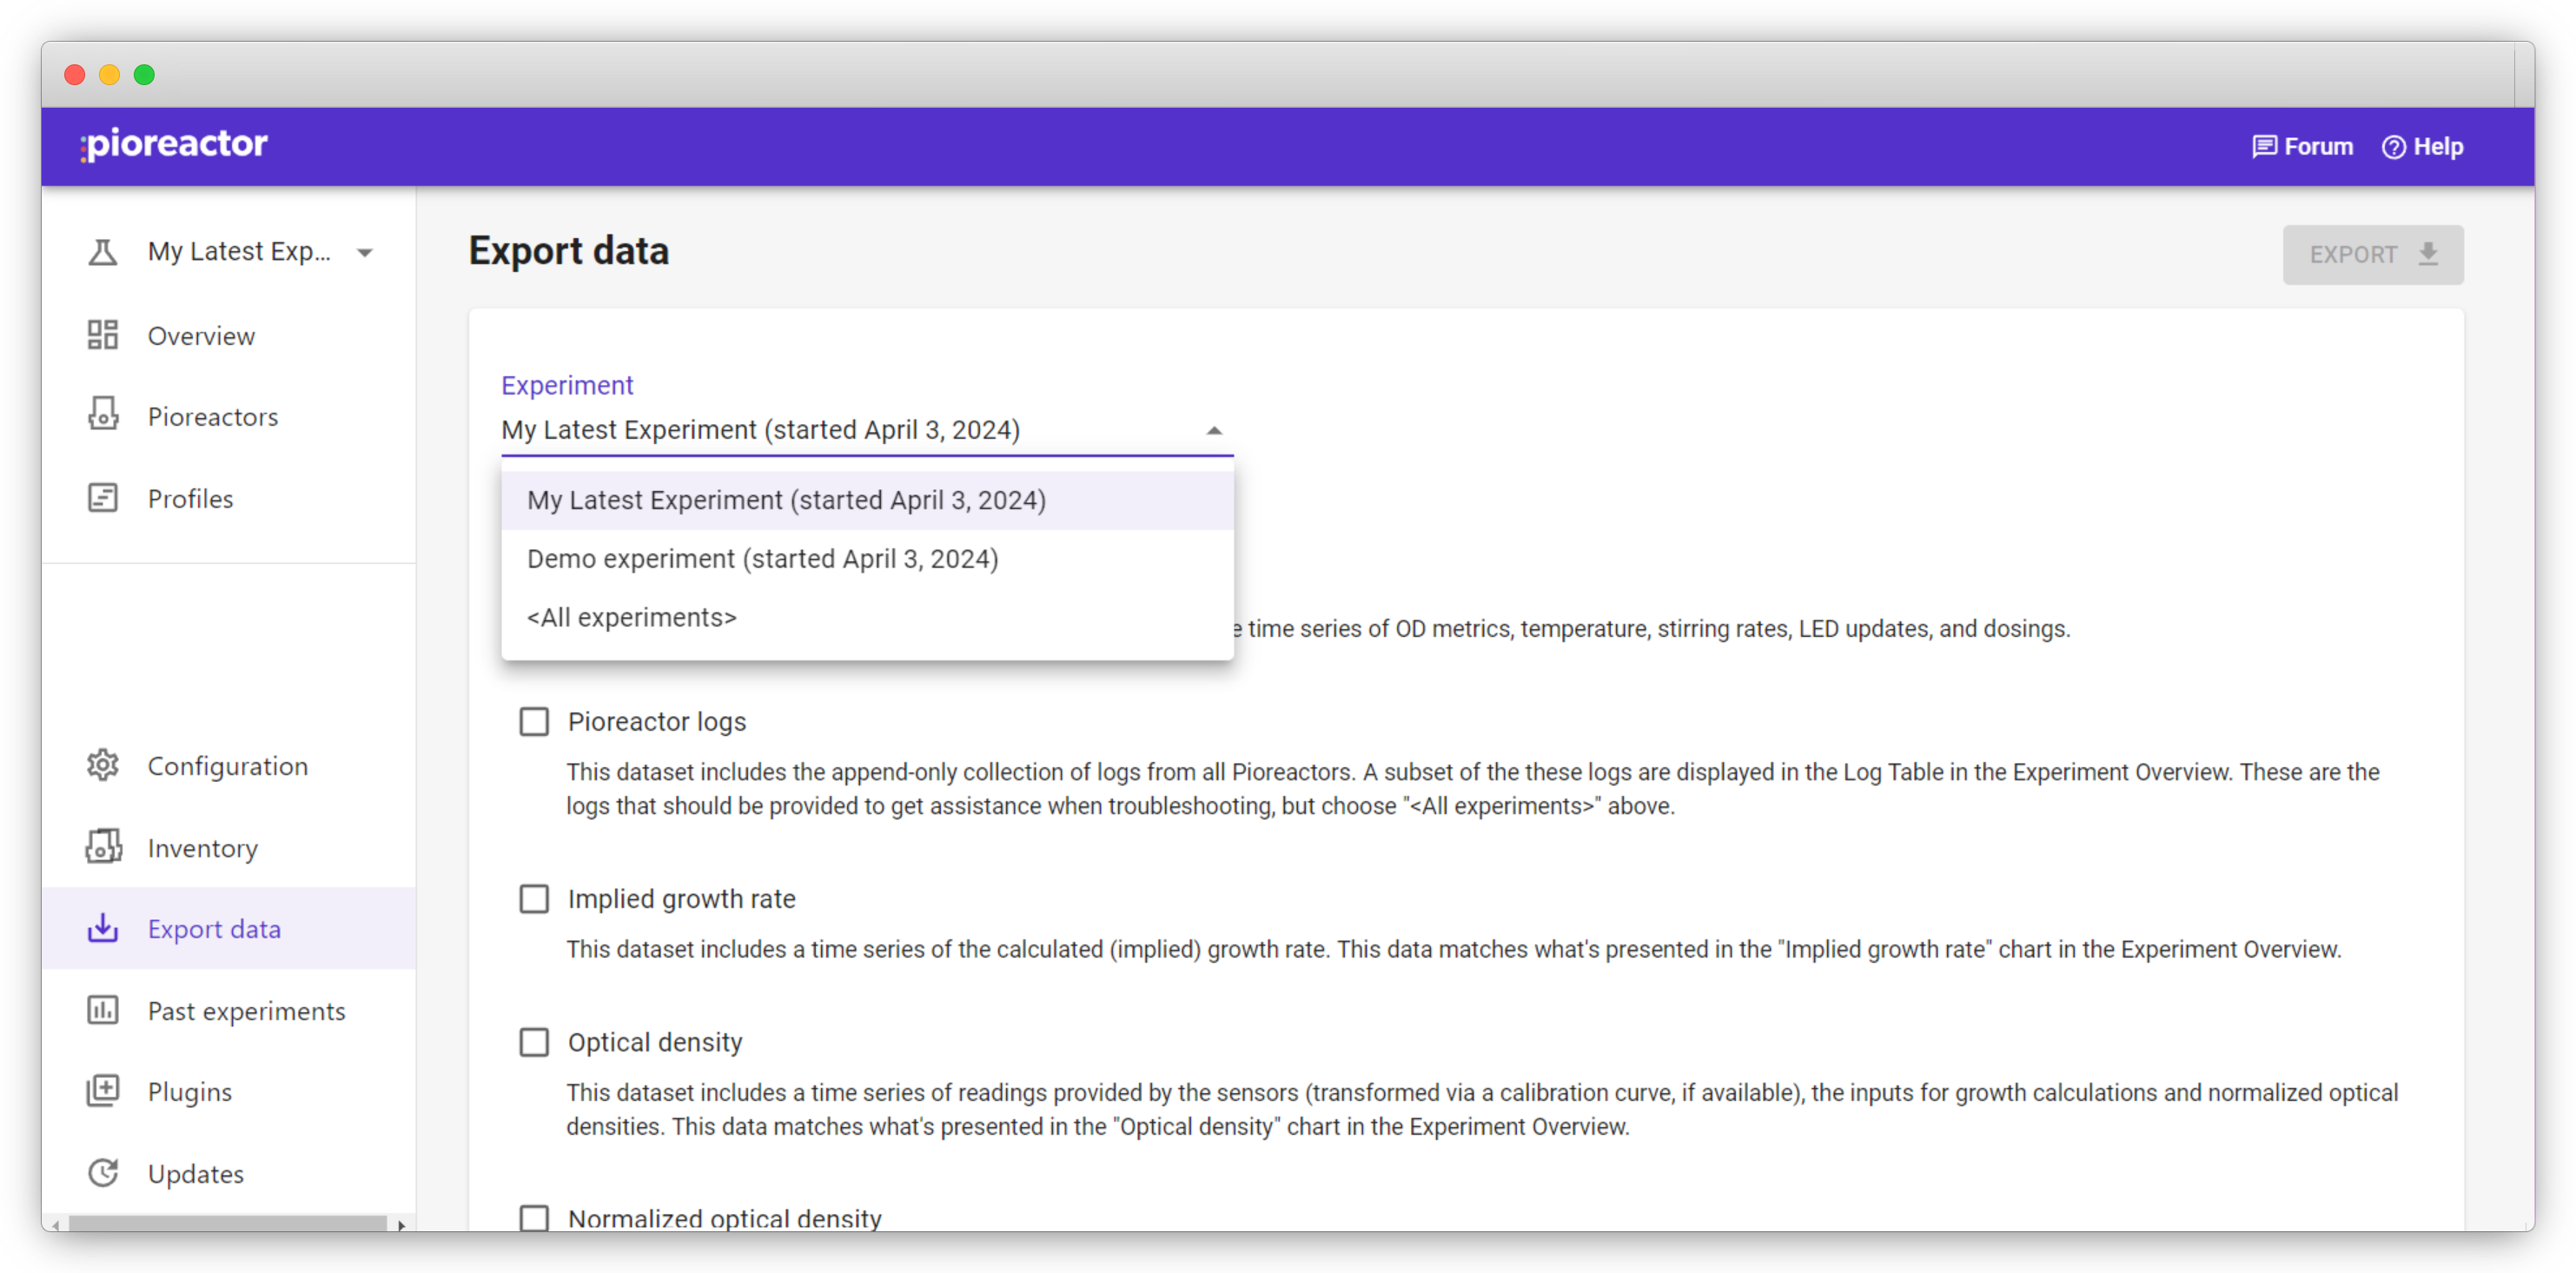 pioreactor
Forum
Help
My Latest Exp...
Overview
Pioreactors
Profiles
Configuration
Inventory
Export data
Past experiments
Plugins
Updates
Export data
EXPORT
Experiment
My Latest Experiment (started April 3, 2024)
My Latest Experiment (started April 3, 2024)
Demo experiment (started April 3, 2024)
<All experiments>
time series of OD metrics, temperature, stirring rates, LED updates, and dosings.
Pioreactor logs
This dataset includes the append-only collection of logs from all Pioreactors. A subset of the these logs are displayed in the Log Table in the Experiment Overview. These are the
logs that should be provided to get assistance when troubleshooting, but choose "<All experiments>" above.
Implied growth rate
This dataset includes a time series of the calculated (implied) growth rate. This data matches what's presented in the "Implied growth rate" chart in the Experiment Overview.
Optical density
This dataset includes a time series of readings provided by the sensors (transformed via a calibration curve, if available), the inputs for growth calculations and normalized optical
densities. This data matches what's presented in the "Optical density" chart in the Experiment Overview.
Normalized optical density